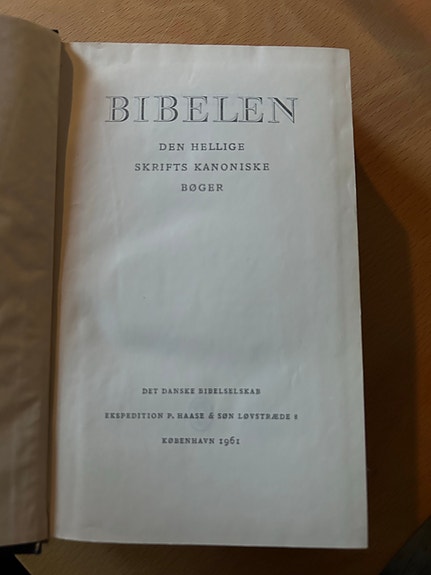 BIBELEN
DEN HELLIGE
SKRIFTS KANONISKE
BØGER
DET DANSKE BIBELSELSKAB
EKSPEDITION P. HAASE & SØN LØVSTRÆDE 8
KØBENHAVN 1961